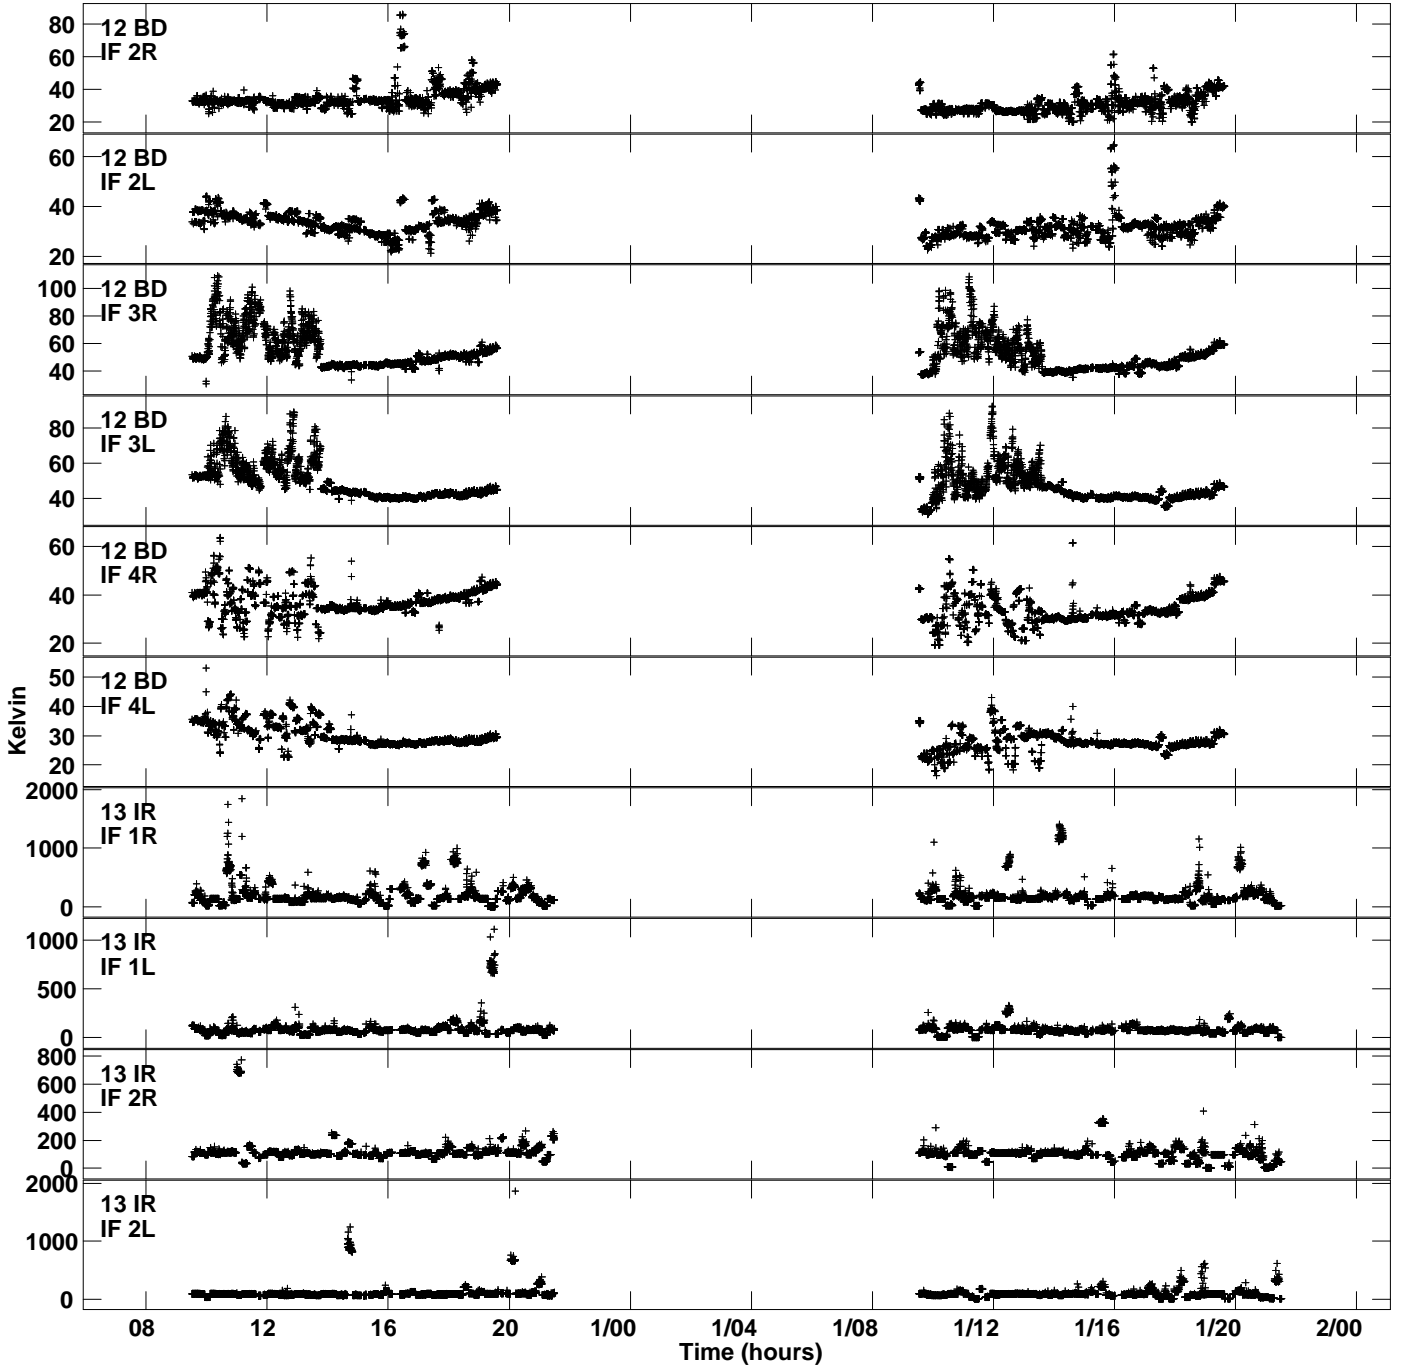 12 BD
IF 2R
80
60
40
20
12 BD
IF 2L
60
40
20
12 BD
IF 3R
100
80
60
40
12 BD
IF 3L
80
60
40
12 BD
IF 4R
60
40
20
12 BD
IF 4L
50
40
30
20
Kelvin
13 IR
IF 1R
2000
1000
0
13 IR
IF 1L
1000
500
0
13 IR
IF 2R
800
600
400
200
0
13 IR
IF 2L
2000
1000
0
08 12 16 20 1/00 1/04 1/08 1/12 1/16 1/20 2/00
Time (hours)